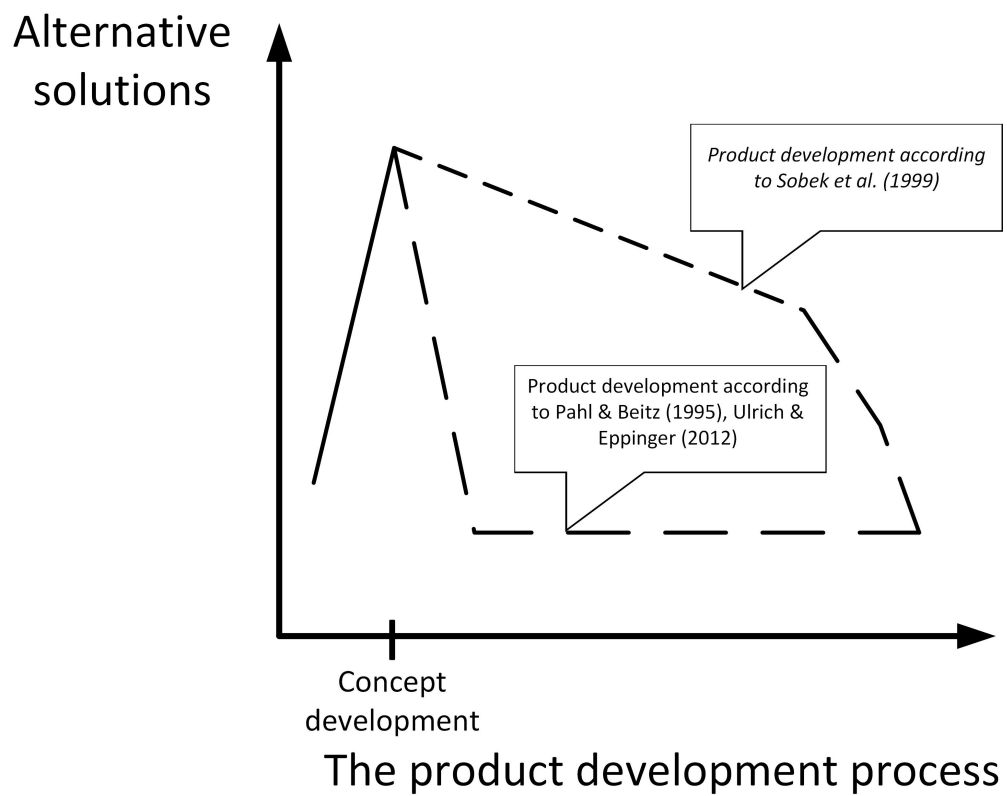 Alternative
solutions
Product development according
to Sobek et al. (1999)
Product development according
to Pahl & Beitz (1995), Ulrich &
Eppinger (2012)
Concept
development
The product development process